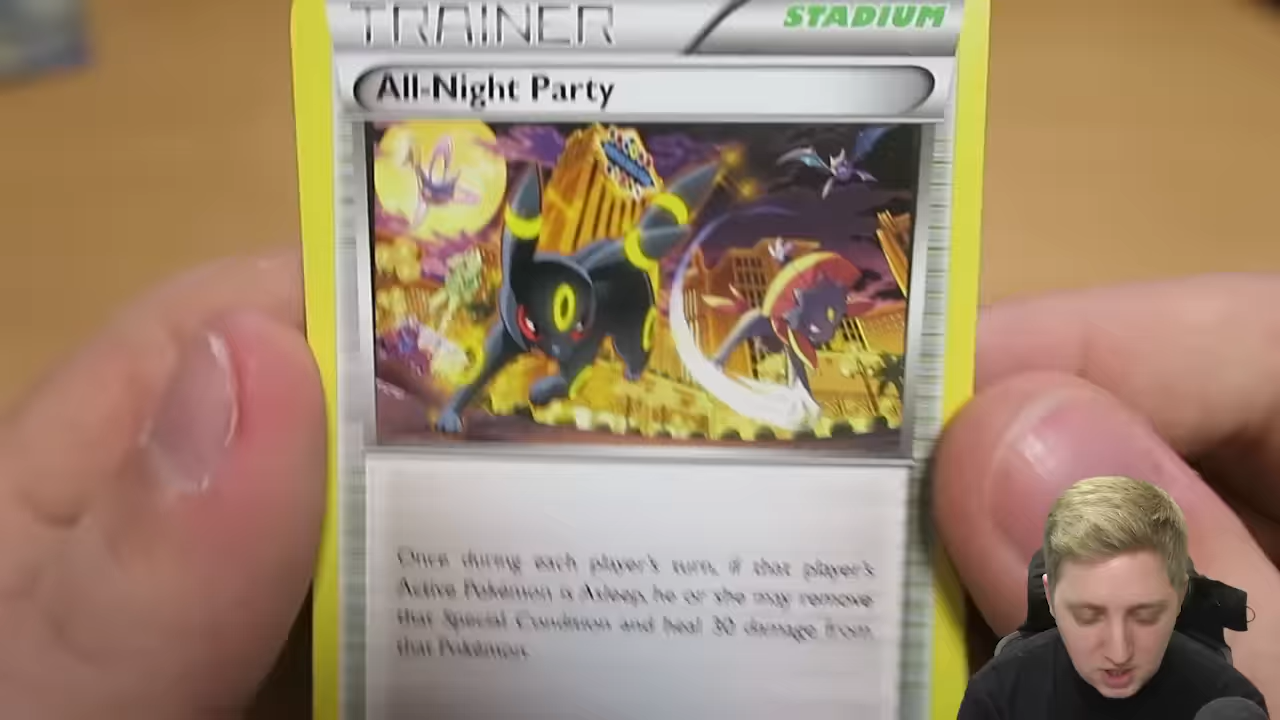 TRAINER
STADIUM
All-Night Party
Once during each player's turn, if that player's
Active Pokémon is Asleep, he or she may remove
that Special Condition and heal 30 damage from
that Pokémon.